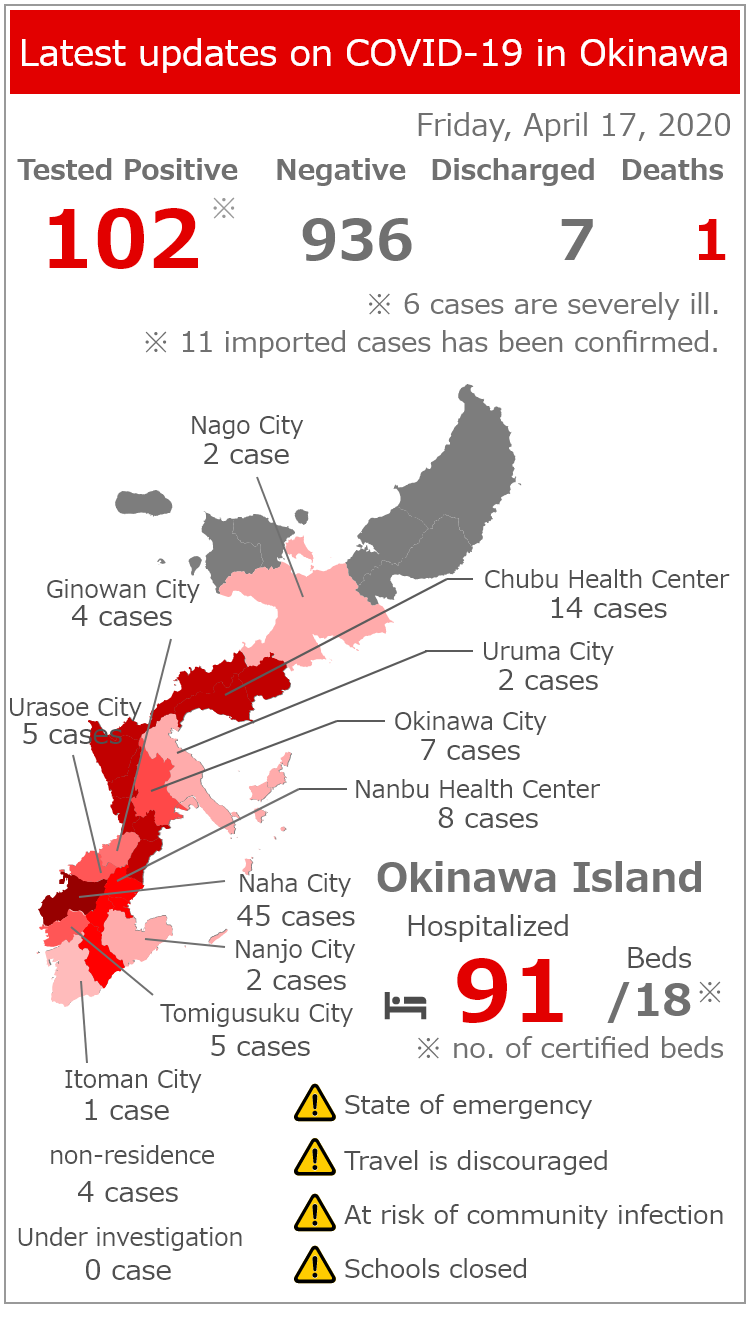 Latest updates on COVID-19 in Okinawa
Friday, April 17, 2020
Tested Positive Negative Discharged Deaths
102 ※ 936 7 1
※ 6 cases are severely ill.
※ 11 imported cases has been confirmed.
Nago City
2 case
Ginowan City
4 cases
Chubu Health Center
14 cases
Uruma City
2 cases
Urasoe City
5 cases
Okinawa City
7 cases
Nanbu Health Center
8 cases
Naha City
45 cases
Nanjo City
2 cases
Tomigusuku City
5 cases
Itoman City
1 case
non-residence
4 cases
Under investigation
0 case
Okinawa Island
Hospitalized
91
Beds
/18 ※
※ no. of certified beds
State of emergency
Travel is discouraged
At risk of community infection
Schools closed